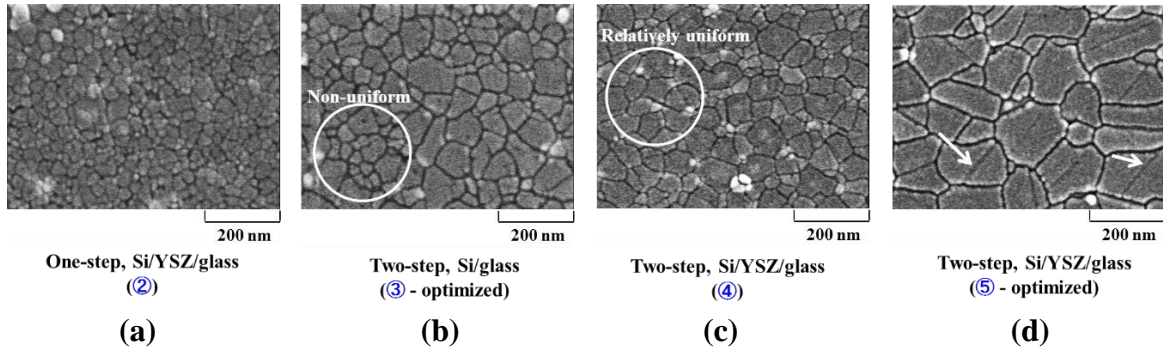 Non-uniform
Relatively uniform
200 nm
200 nm
200 nm
200 nm
One-step, Si/YSZ/glass
(②)
Two-step, Si/glass
(③ - optimized)
Two-step, Si/YSZ/glass
(④)
Two-step, Si/YSZ/glass
(⑤ - optimized)
(a)
(b)
(c)
(d)